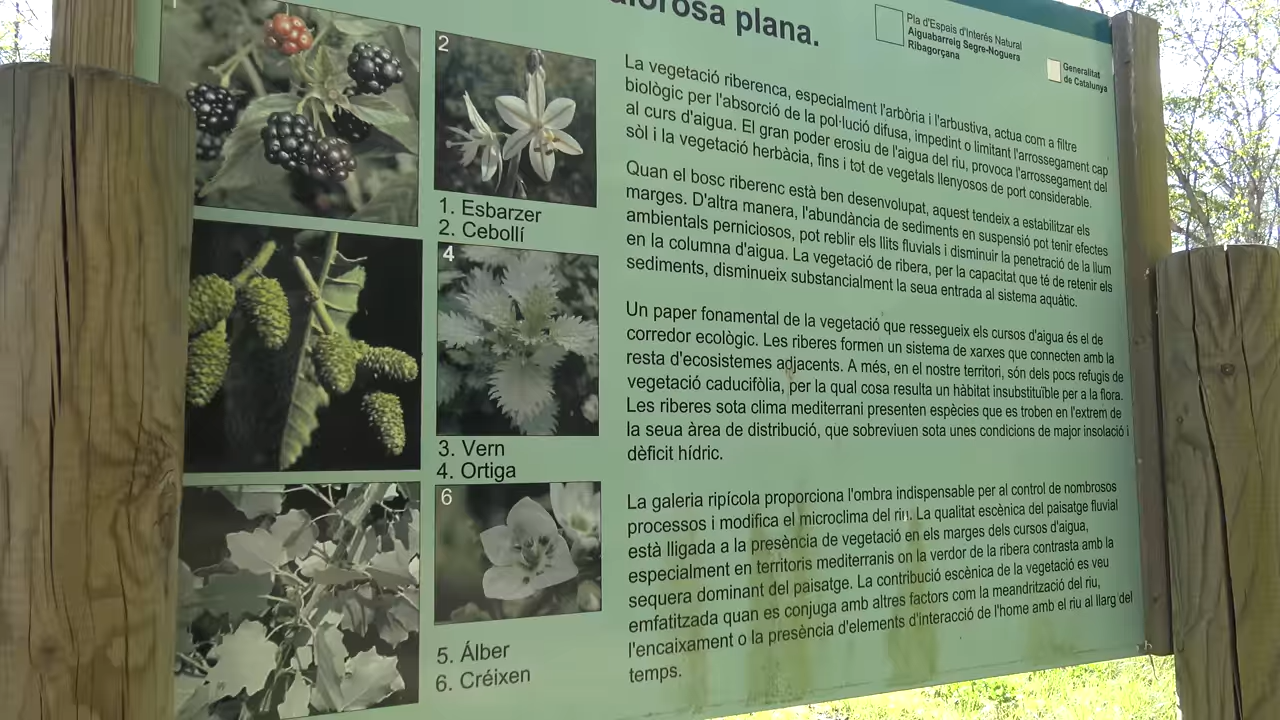 plana.
Pla d'Espais d'Interés Natural
Aiguabarreig Segre-Noguera
Ribagorçana
Generalitat
de Catalunya
2
1. Esbarzer
2. Cebollí
4
3. Vern
4. Ortiga
6
5. Álber
6. Créixen
La vegetació riberenca, especialment l'arbòria i l'arbustiva, actua com a filtre
biològic per l'absorció de la pol·lució difusa, impedint o limitant l'arrossegament cap
al curs d'aigua. El gran poder erosiu de l'aigua del riu, provoca l'arrossegament del
sòl i la vegetació herbàcia, fins i tot de vegetals llenyosos de port considerable.
Quan el bosc riberenc està ben desenvolupat, aquest tendeix a estabilitzar els
marges. D'altra manera, l'abundància de sediments en suspensió pot tenir efectes
ambientals perniciosos, pot reblir els llits fluvials i disminuir la penetració de la llum
en la columna d'aigua. La vegetació de ribera, per la capacitat que té de retenir els
sediments, disminueix substancialment la seua entrada al sistema aquàtic.
Un paper fonamental de la vegetació que ressegueix els cursos d'aigua és el de
corredor ecològic. Les riberes formen un sistema de xarxes que connecten amb la
resta d'ecosistemes adjacents. A més, en el nostre territori, són dels pocs refugis de
vegetació caducifòlia, per la qual cosa resulta un hàbitat insubstituïble per a la flora.
Les riberes sota clima mediterrani presenten espècies que es troben en l'extrem de
la seua àrea de distribució, que sobreviuen sota unes condicions de major insolació i
dèficit hídric.
La galeria ripícola proporciona l'ombra indispensable per al control de nombrosos
processos i modifica el microclima del riu. La qualitat escènica del paisatge fluvial
està lligada a la presència de vegetació en els marges dels cursos d'aigua,
especialment en territoris mediterranis on la verdor de la ribera contrasta amb la
sequera dominant del paisatge. La contribució escènica de la vegetació es veu
emfatitzada quan es conjuga amb altres factors com la meandrització del riu,
l'encaixament o la presència d'elements d'interacció de l'home amb el riu al llarg del
temps.